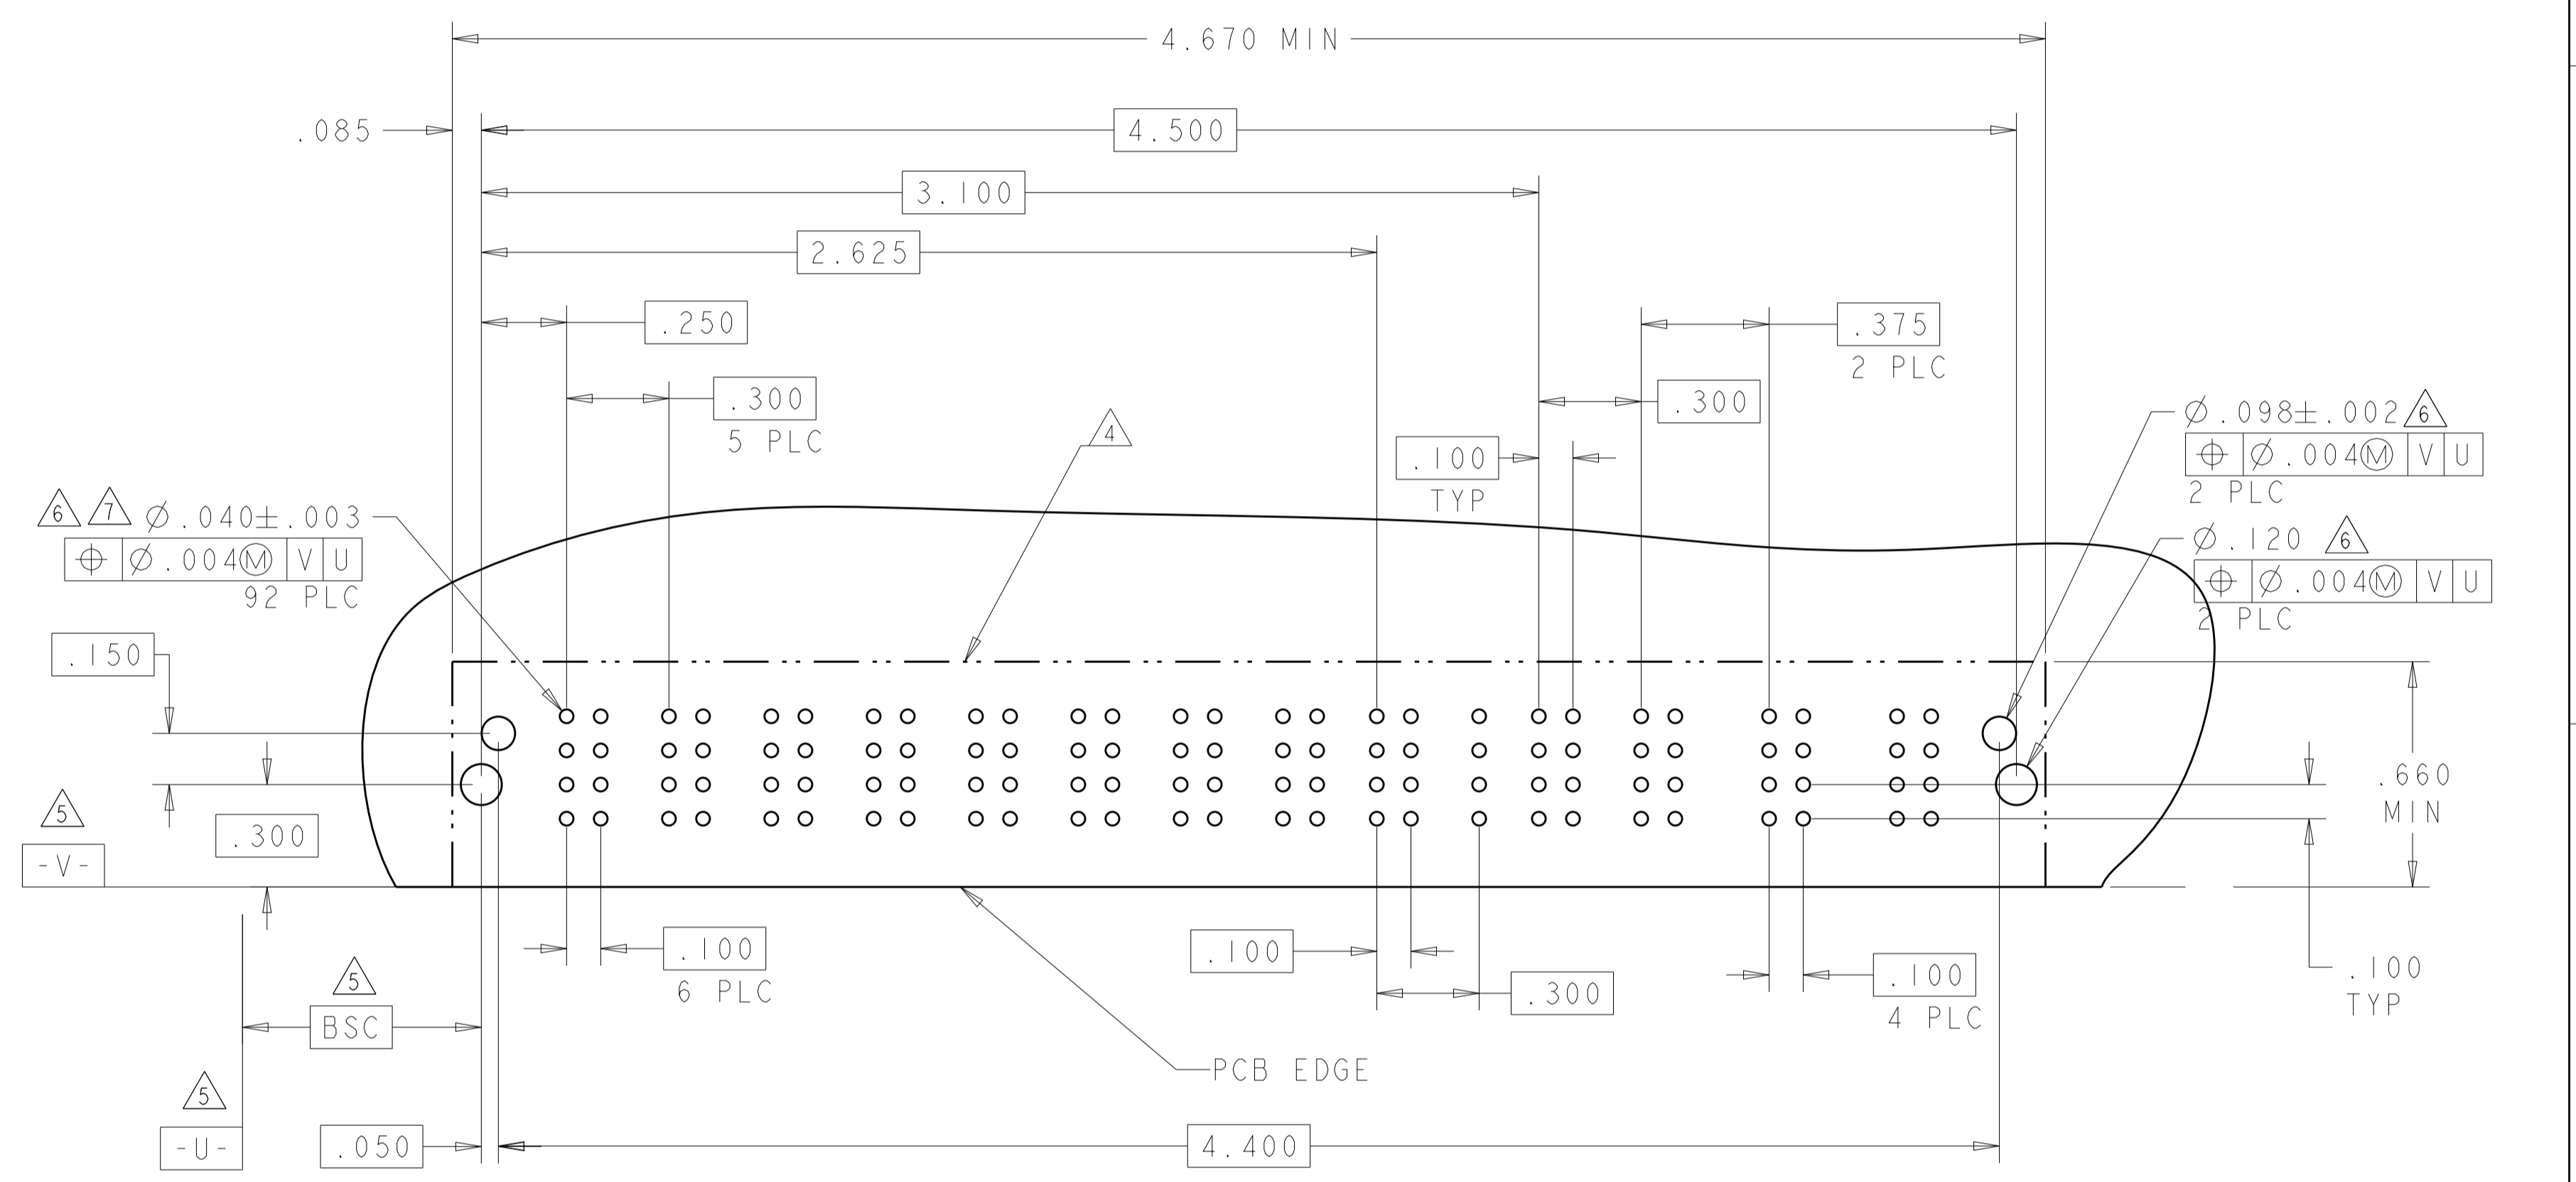 4.670 MIN
.085
4.500
3.100
2.625
.250
.375
2 PLC
.300
5 PLC
.300
4
.100
TYP
⌀.098±.002 6
⌖ ⌀.004Ⓜ V U
2 PLC
6 7 ⌀.040±.003
⌖ ⌀.004Ⓜ V U
92 PLC
⌀.120 6
⌖ ⌀.004Ⓜ V U
2 PLC
.150
.660
MIN
5
-V-
.300
.100
6 PLC
.100
.300
.100
4 PLC
.100
TYP
5
BSC
PCB EDGE
5
-U-
.050
4.400